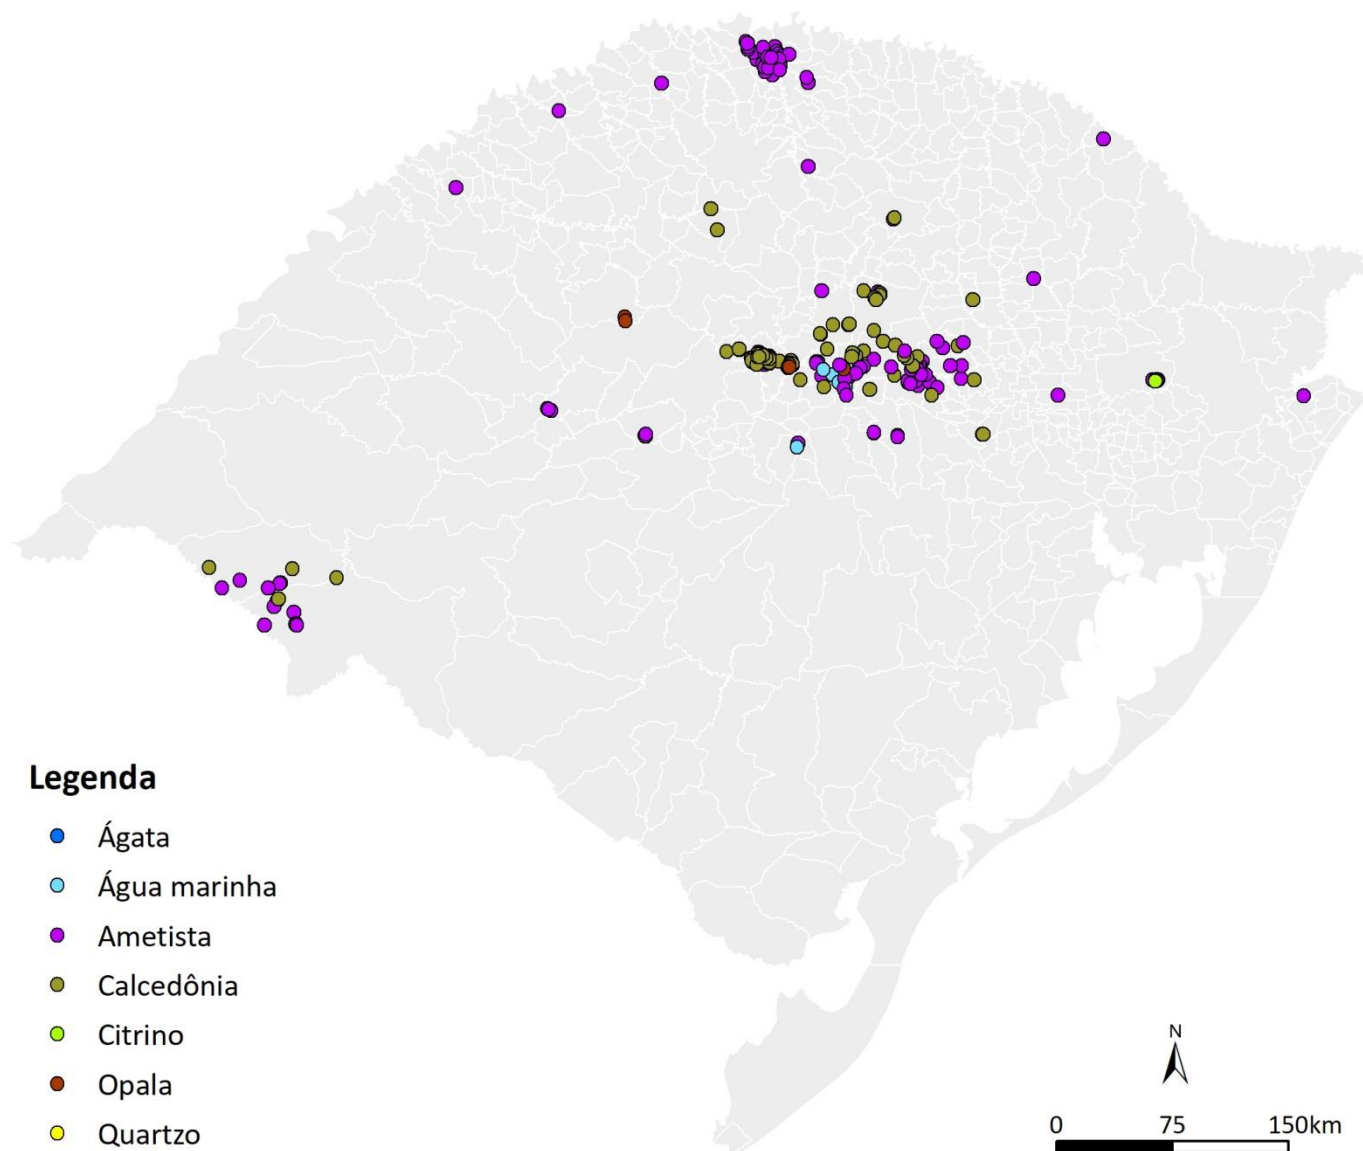 Legenda
Ágata
Água marinha
Ametista
Calcedônia
Citrino
Opala
Quartzo
N
0 75 150km